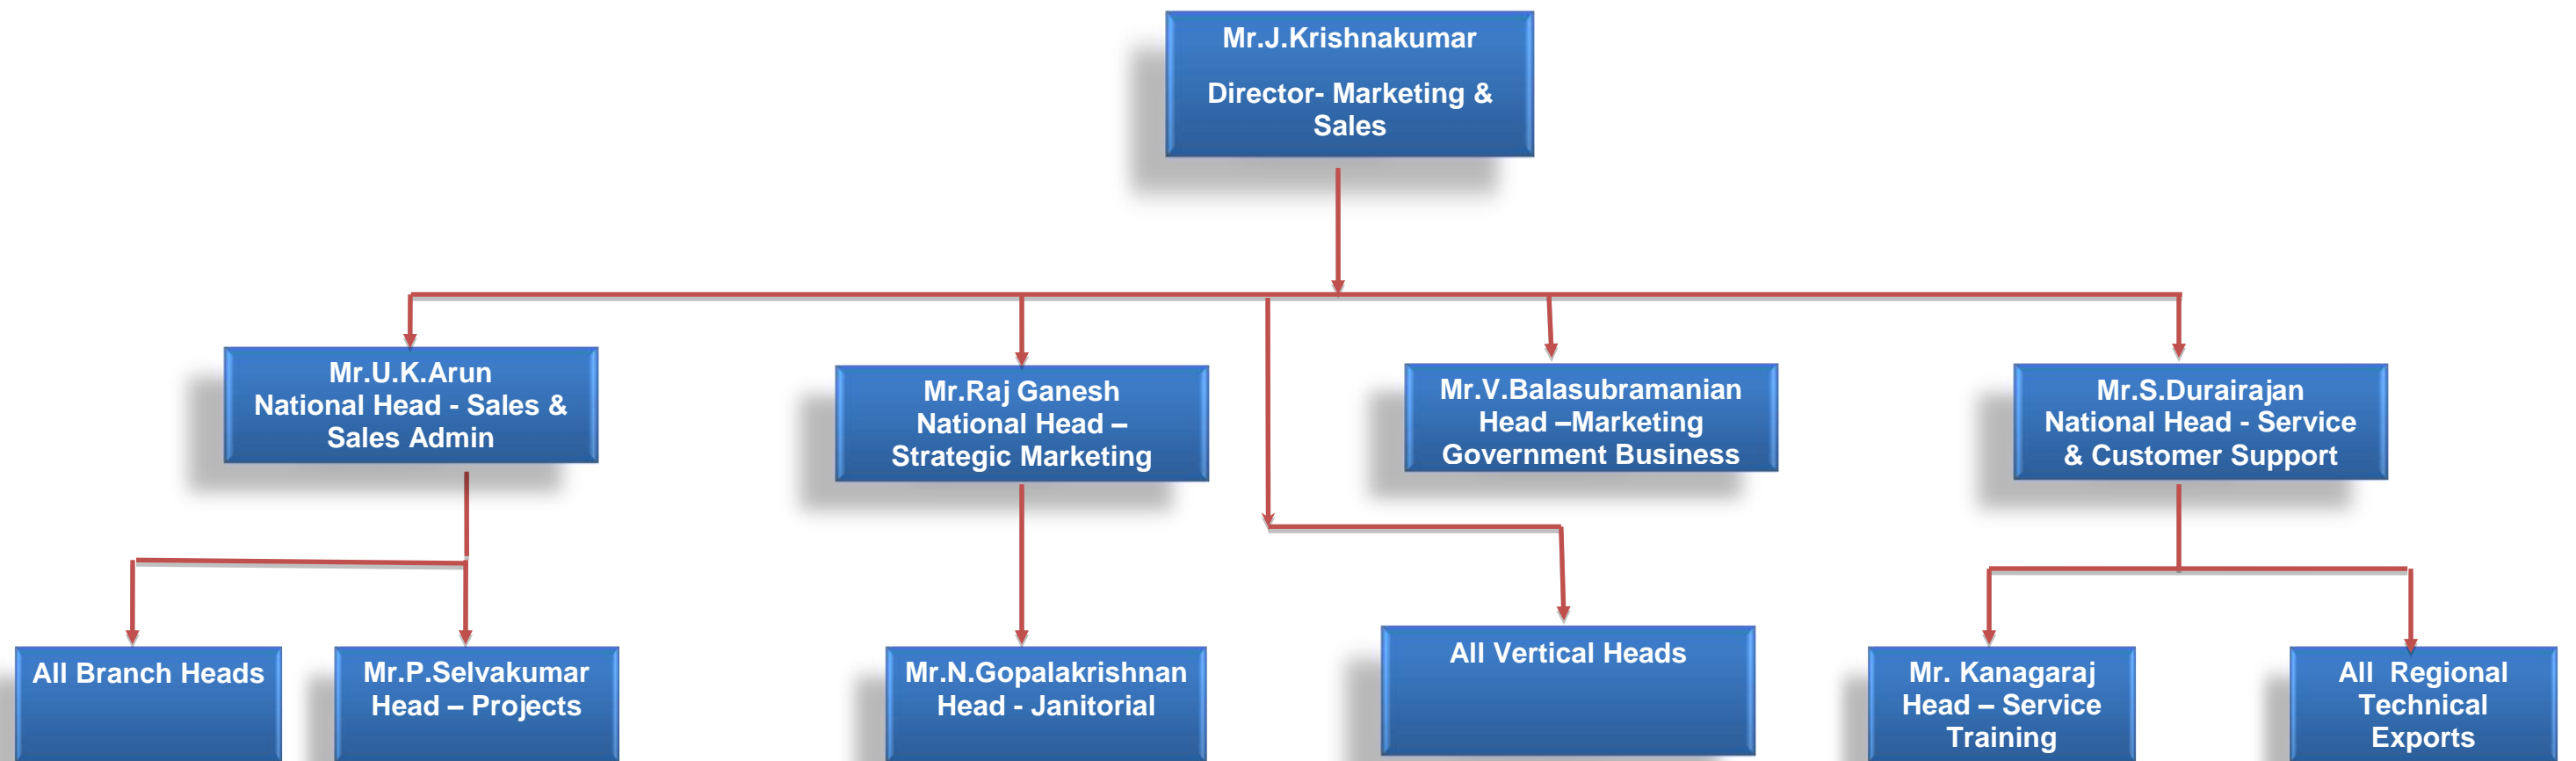 Mr.J.Krishnakumar
Director- Marketing &
Sales
Mr.U.K.Arun
National Head - Sales &
Sales Admin
Mr.Raj Ganesh
National Head –
Strategic Marketing
Mr.V.Balasubramanian
Head –Marketing
Government Business
Mr.S.Durairajan
National Head - Service
& Customer Support
All Branch Heads
Mr.P.Selvakumar
Head – Projects
Mr.N.Gopalakrishnan
Head - Janitorial
All Vertical Heads
Mr. Kanagaraj
Head – Service
Training
All  Regional
Technical
Exports